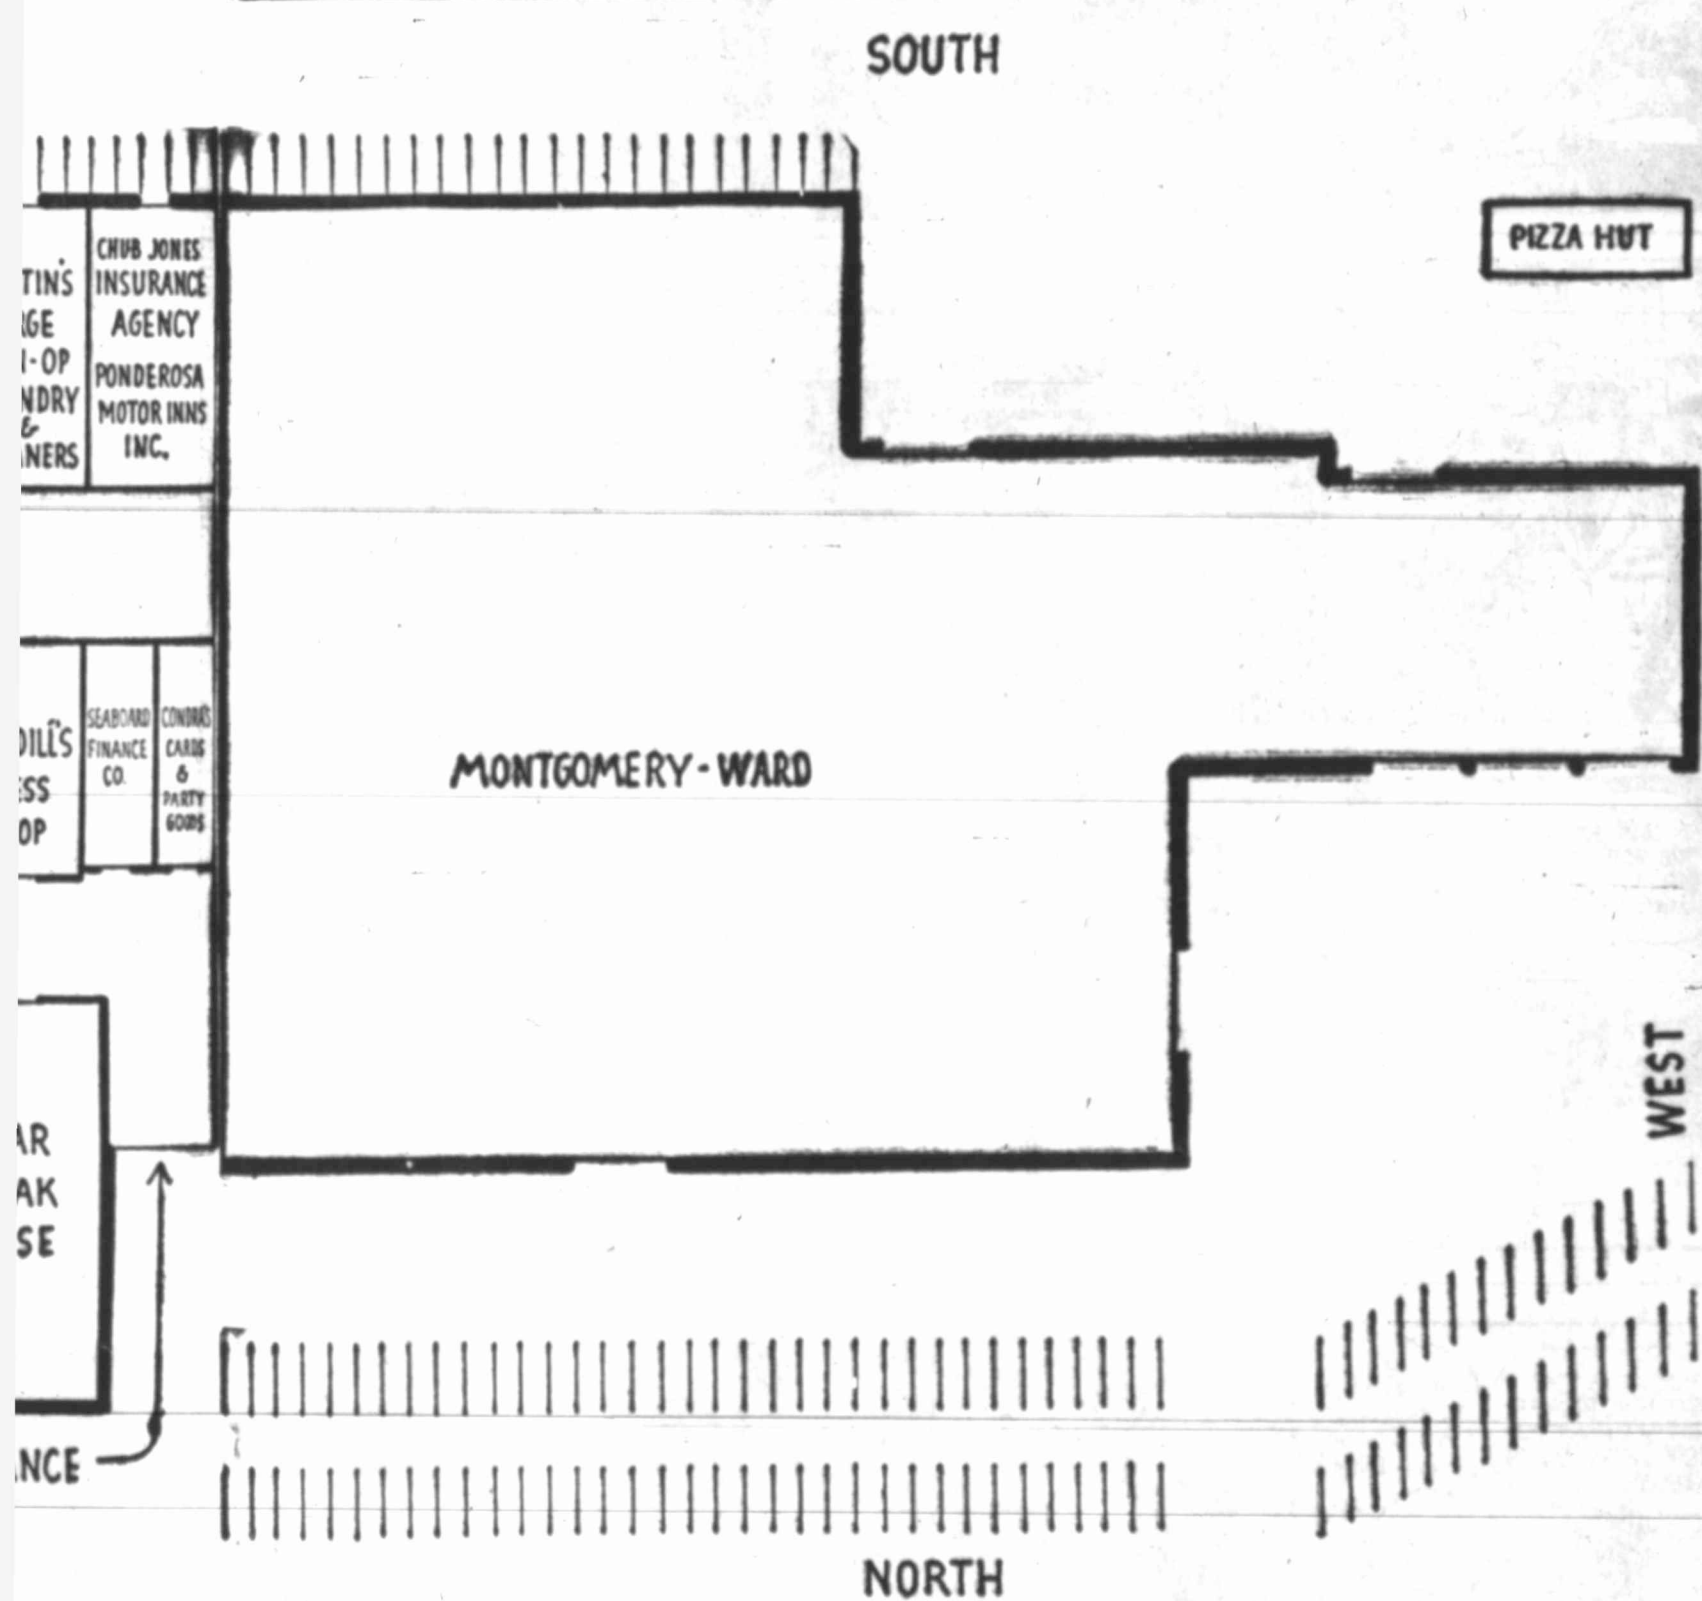 SOUTH
PIZZA HUT
TIN'S
RGE
-OP
NDRY
&
NERS
CHUB JONES
INSURANCE
AGENCY
PONDEROSA
MOTOR INNS
INC.
DILL'S
ESS
OP
SEABOARD
FINANCE
CO.
CONDRA'S
CARDS
&
PARTY
GOODS
MONTGOMERY-WARD
WEST
AR
AK
SE
ANCE
NORTH